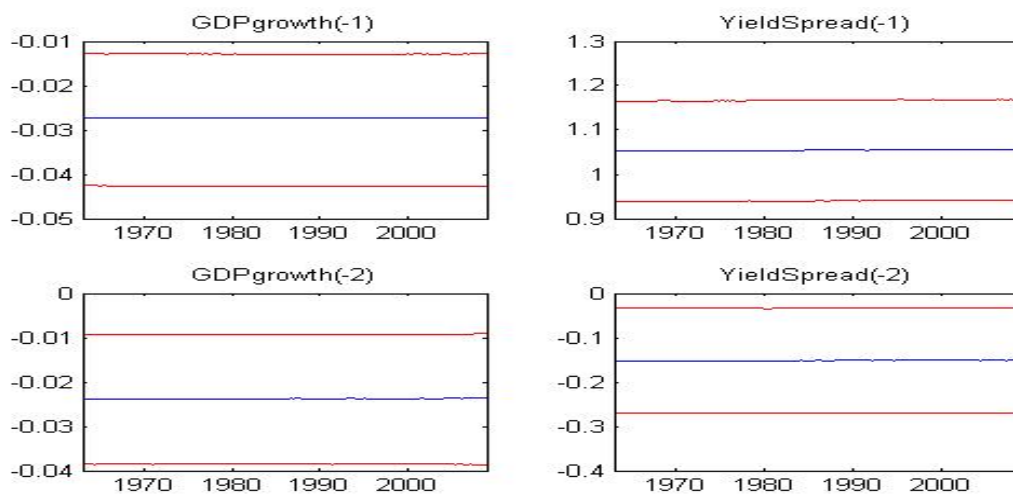 GDPgrowth(-1) YieldSpread(-1)
-0.01 1.3
-0.02 1.2
-0.03 1.1
-0.04 1
-0.05 0.9
1970 1980 1990 2000 1970 1980 1990 2000
GDPgrowth(-2) YieldSpread(-2)
0 0
-0.01 -0.1
-0.02 -0.2
-0.03 -0.3
-0.04 -0.4
1970 1980 1990 2000 1970 1980 1990 2000